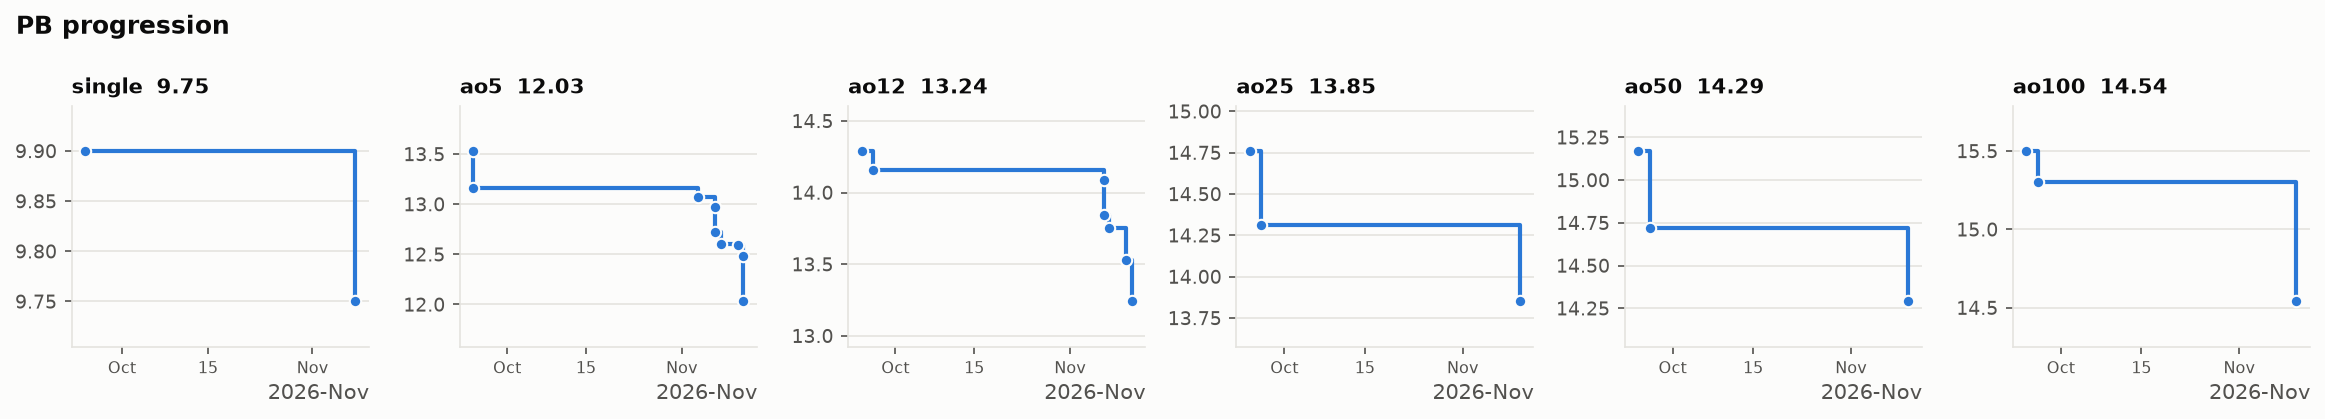 PB progression
single 9.75
9.90
9.85
9.80
9.75
Oct 15 Nov
2026-Nov
ao5 12.03
13.5
13.0
12.5
12.0
Oct 15 Nov
2026-Nov
ao12 13.24
14.5
14.0
13.5
13.0
Oct 15 Nov
2026-Nov
ao25 13.85
15.00
14.75
14.50
14.25
14.00
13.75
Oct 15 Nov
2026-Nov
ao50 14.29
15.25
15.00
14.75
14.50
14.25
Oct 15 Nov
2026-Nov
ao100 14.54
15.5
15.0
14.5
Oct 15 Nov
2026-Nov